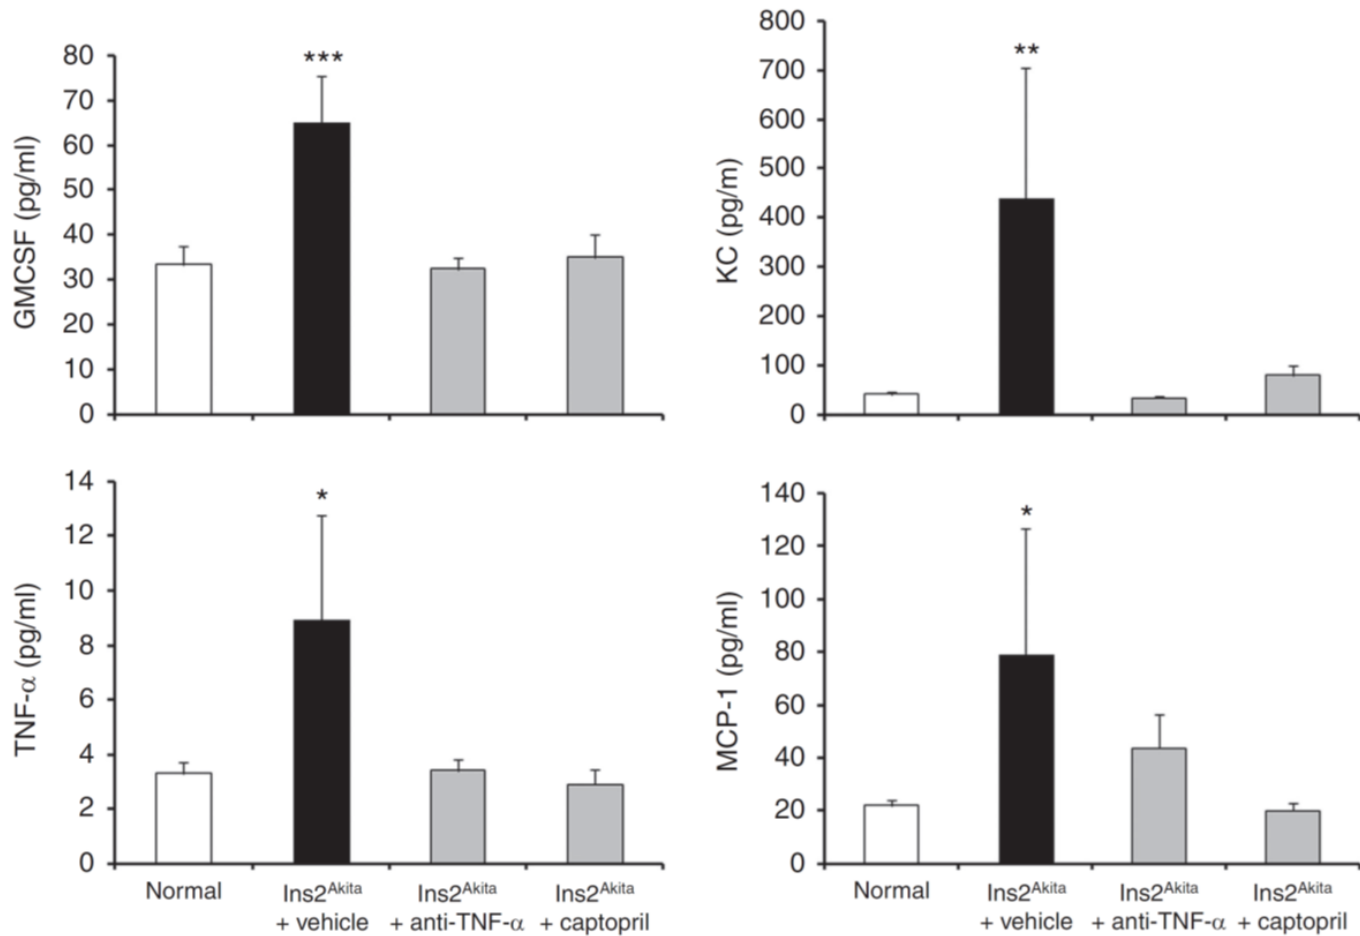 GMCSF (pg/ml)
80
70
60
50
40
30
20
10
0
***
KC (pg/m)
800
700
600
500
400
300
200
100
0
**
TNF-α (pg/ml)
14
12
10
8
6
4
2
0
*
Normal
Ins2Akita
+ vehicle
Ins2Akita
+ anti-TNF-α
Ins2Akita
+ captopril
MCP-1 (pg/ml)
140
120
100
80
60
40
20
0
*
Normal
Ins2Akita
+ vehicle
Ins2Akita
+ anti-TNF-α
Ins2Akita
+ captopril